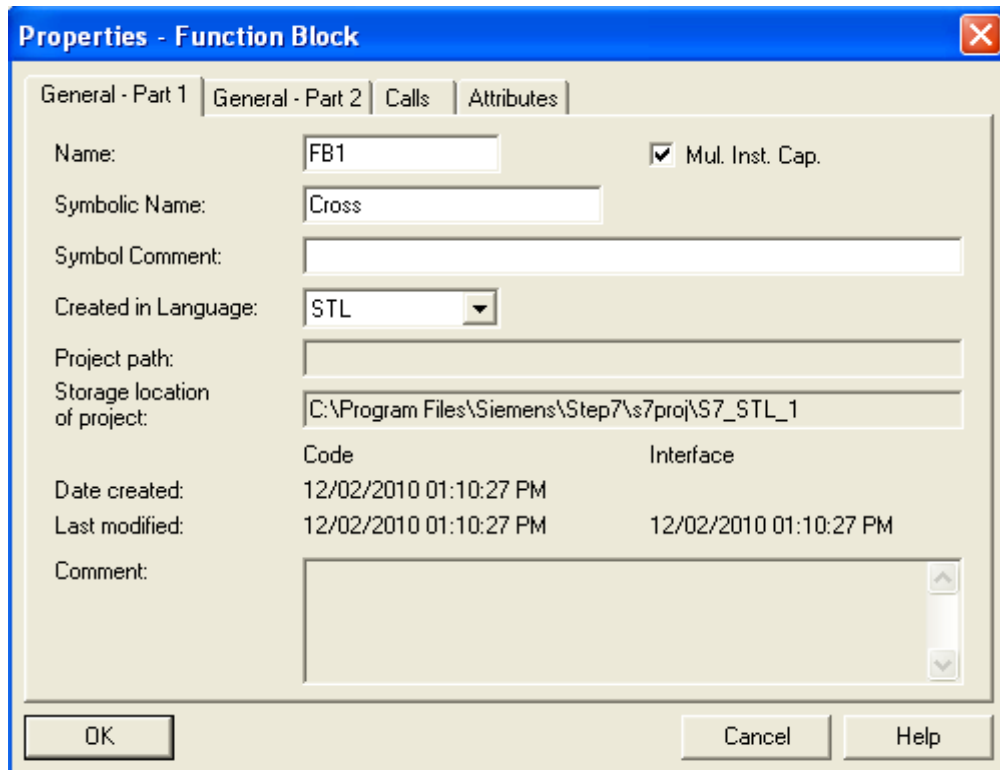 Properties - Function Block
General - Part 1 General - Part 2 Calls Attributes
Name: FB1 Mul. Inst. Cap.
Symbolic Name: Cross
Symbol Comment:
Created in Language: STL
Project path:
Storage location
of project: C:\Program Files\Siemens\Step7\s7proj\S7_STL_1
Code Interface
Date created: 12/02/2010 01:10:27 PM
Last modified: 12/02/2010 01:10:27 PM 12/02/2010 01:10:27 PM
Comment:
OK Cancel Help